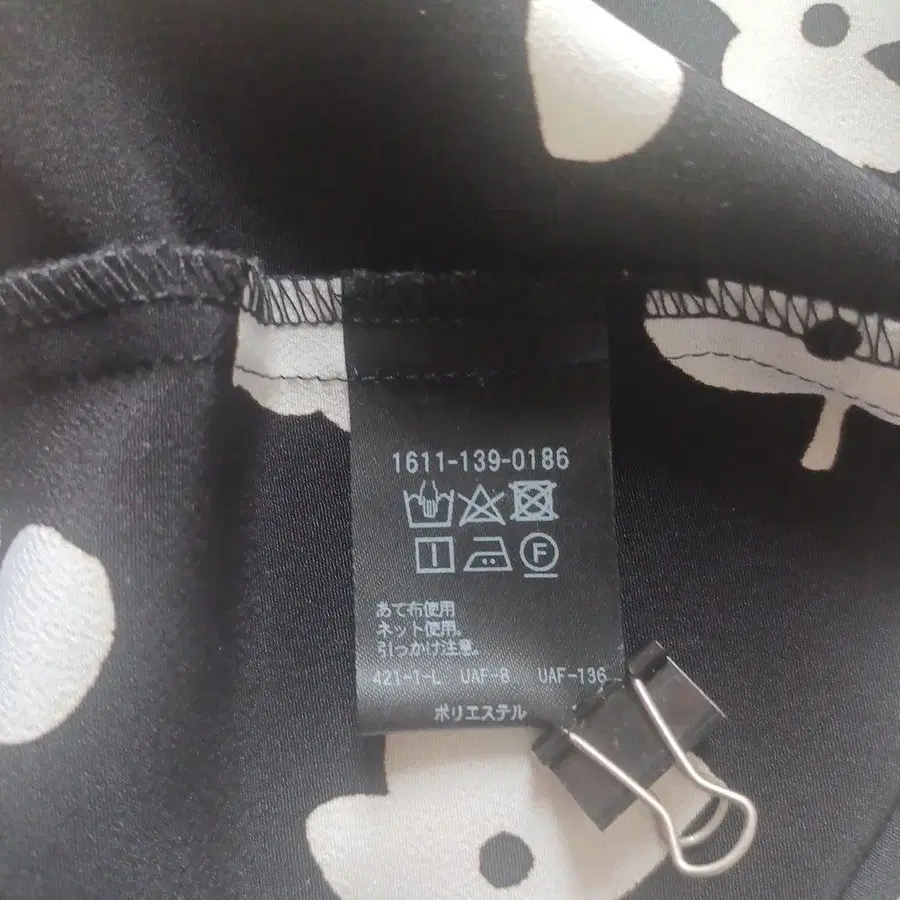 1611-139-0186
F
あて布使用
ネット使用。
引っかけ注意。
421-1-L UAF-8 UAF-136
ポリエステル